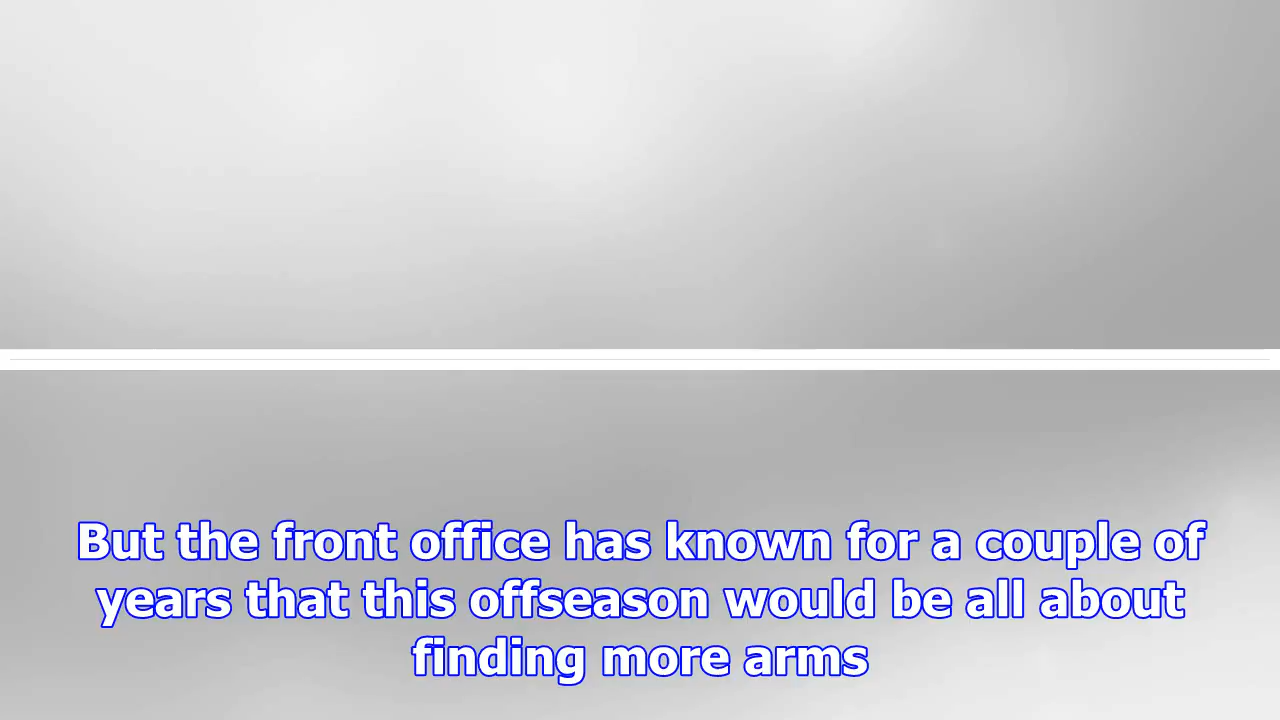 But the front office has known for a couple of
years that this offseason would be all about
finding more arms